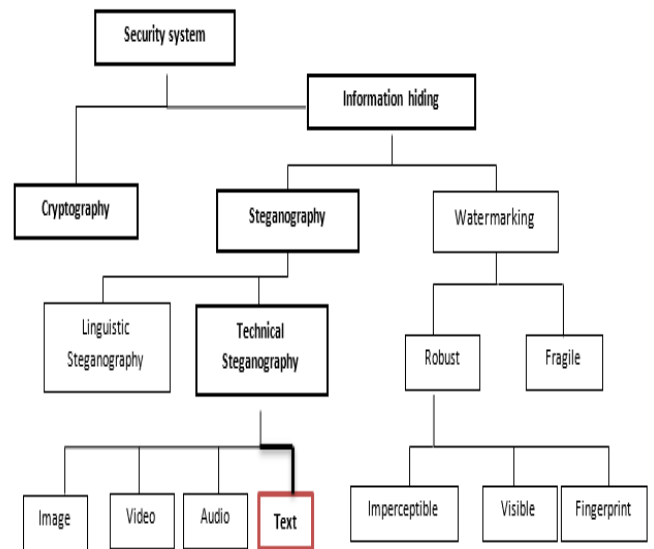 Security system
Information hiding
Cryptography
Steganography
Watermarking
Linguistic
Steganography
Technical
Steganography
Robust
Fragile
Image
Video
Audio
Text
Imperceptible
Visible
Fingerprint